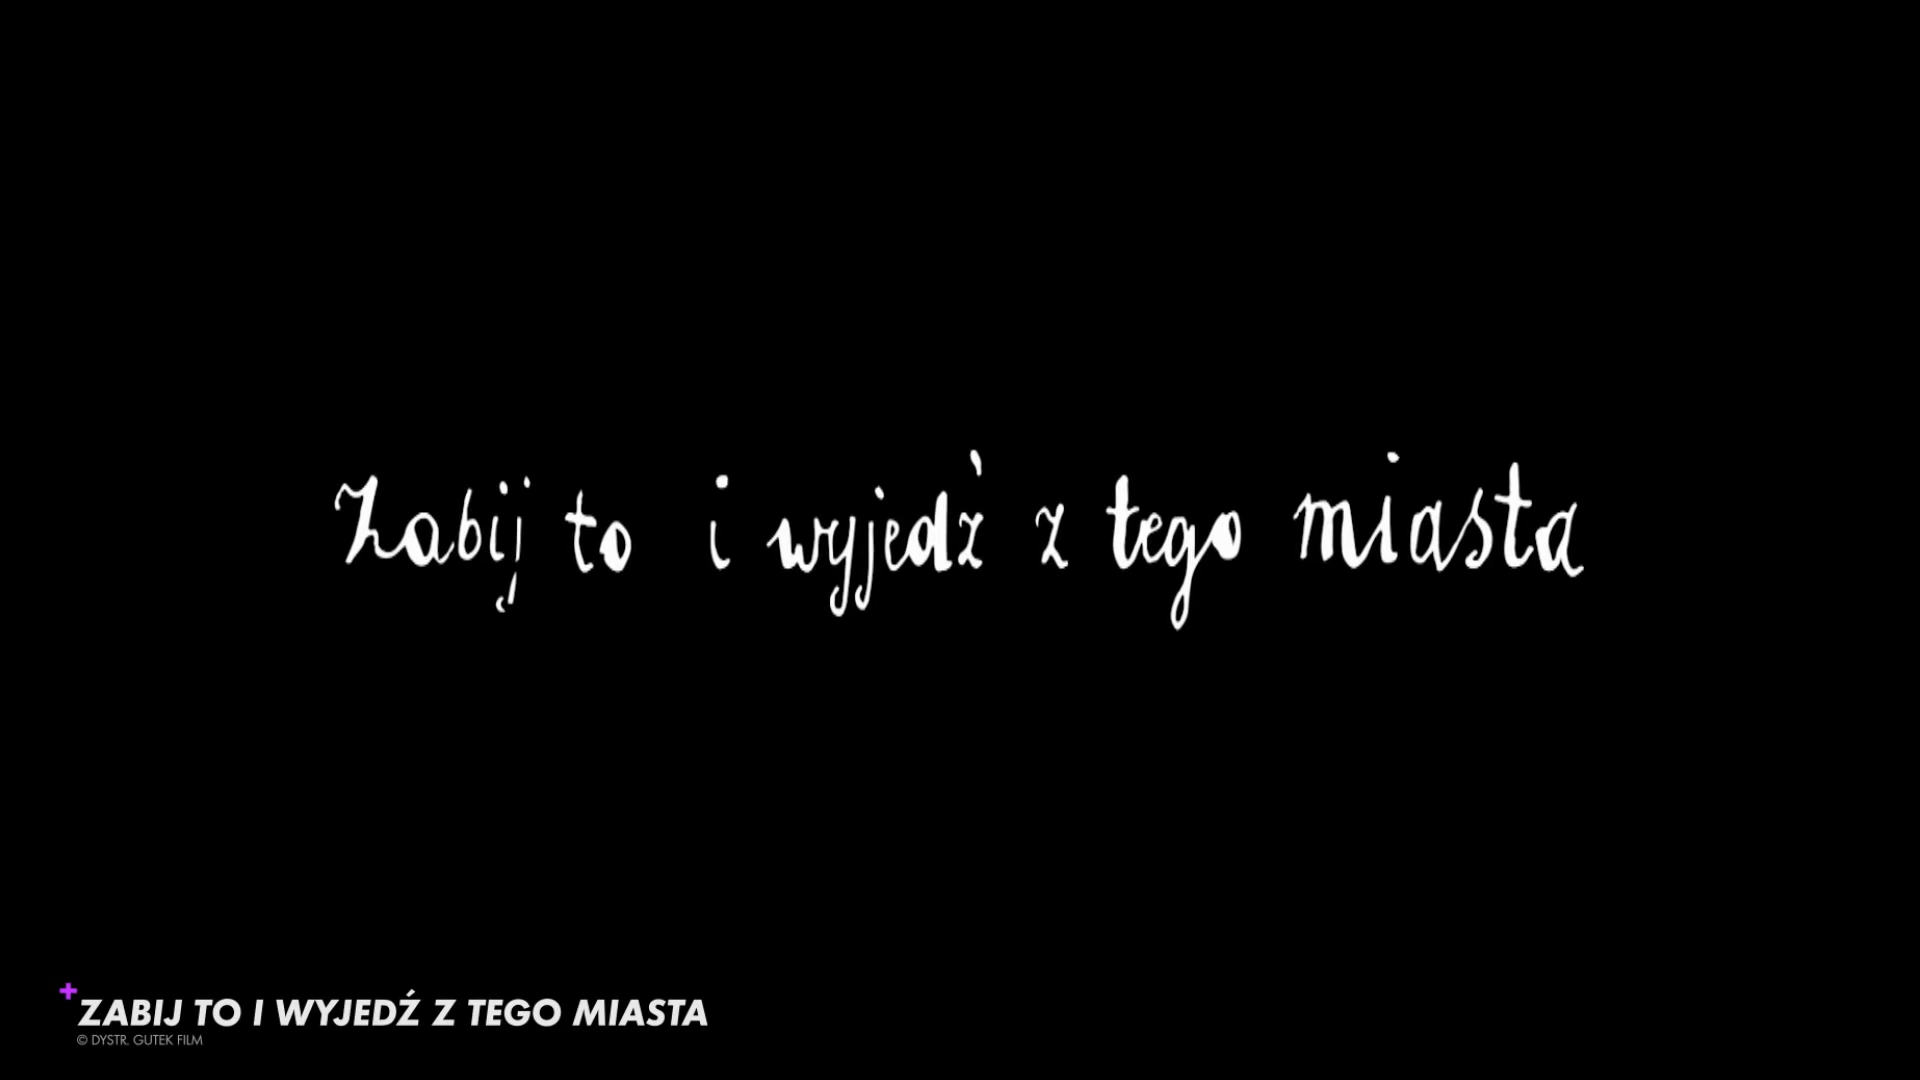 Zabij to i wyjedź z tego miasta
+ZABIJ TO I WYJEDŹ Z TEGO MIASTA
© DYSTR. GUTEK FILM